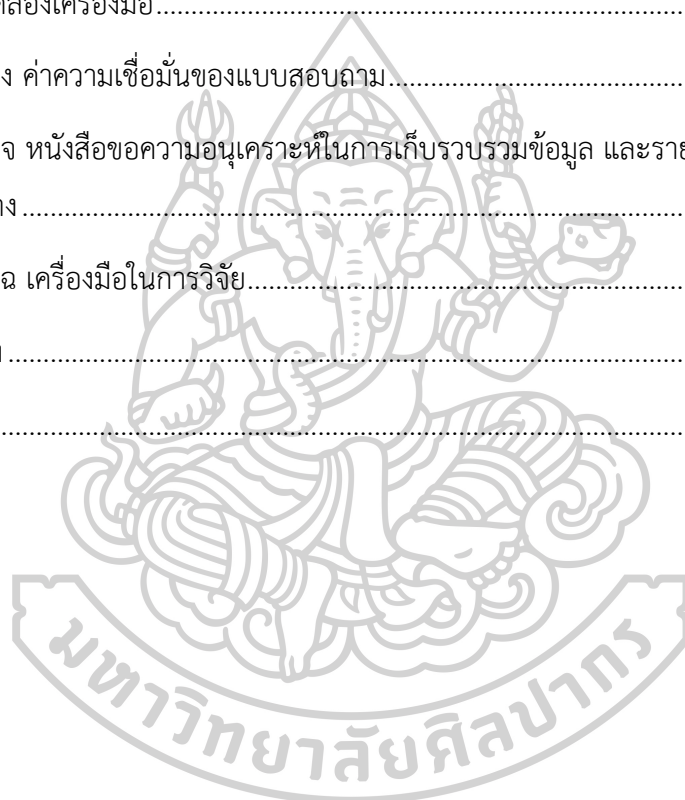 ลองเครื่องมือ................................................................................
ง ค่าความเชื่อมั่นของแบบสอบถาม................................................
จ หนังสือขอความอนุเคราะห์ในการเก็บรวบรวมข้อมูล และราย
าง................................................................................................
ฉ เครื่องมือในการวิจัย....................................................................
................................................................................................
................................................................................................
มหาวิทยาลัยศิลปากร